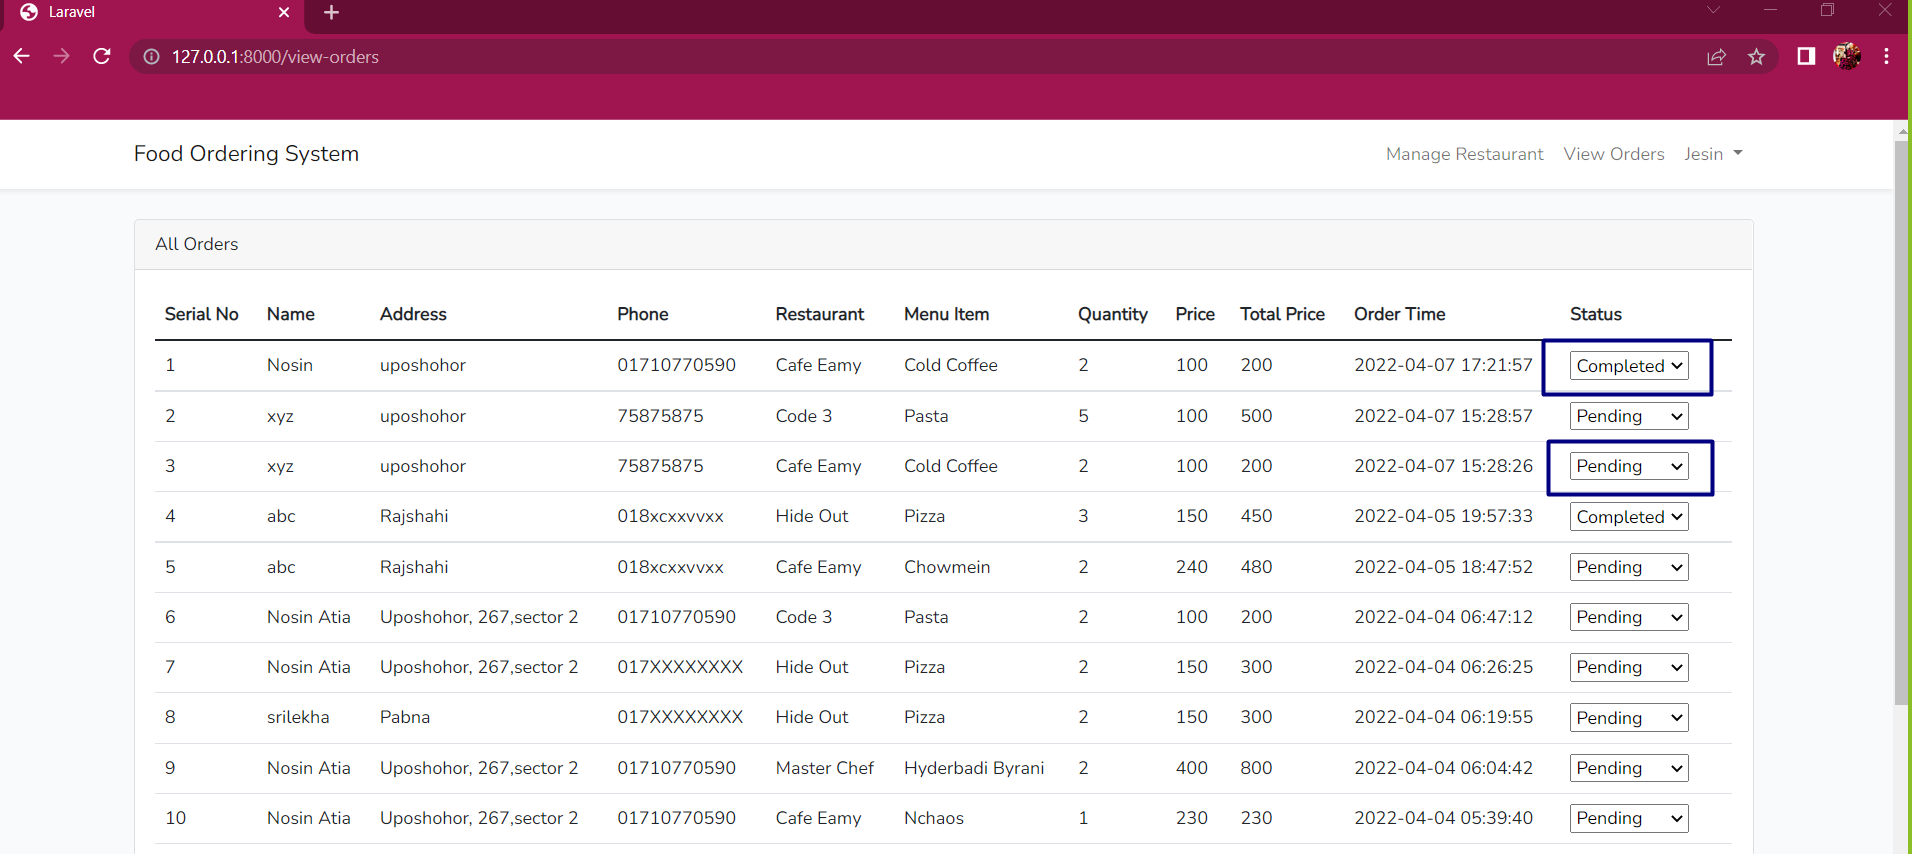 Laravel
127.0.0.1:8000/view-orders
Food Ordering System Manage Restaurant View Orders Jesin
All Orders
Serial No Name Address Phone Restaurant Menu Item Quantity Price Total Price Order Time Status
1 Nosin uposhohor 01710770590 Cafe Eamy Cold Coffee 2 100 200 2022-04-07 17:21:57 Completed
2 xyz uposhohor 75875875 Code 3 Pasta 5 100 500 2022-04-07 15:28:57 Pending
3 xyz uposhohor 75875875 Cafe Eamy Cold Coffee 2 100 200 2022-04-07 15:28:26 Pending
4 abc Rajshahi 018xcxxvvxx Hide Out Pizza 3 150 450 2022-04-05 19:57:33 Completed
5 abc Rajshahi 018xcxxvvxx Cafe Eamy Chowmein 2 240 480 2022-04-05 18:47:52 Pending
6 Nosin Atia Uposhohor, 267,sector 2 01710770590 Code 3 Pasta 2 100 200 2022-04-04 06:47:12 Pending
7 Nosin Atia Uposhohor, 267,sector 2 017XXXXXXXX Hide Out Pizza 2 150 300 2022-04-04 06:26:25 Pending
8 srilekha Pabna 017XXXXXXXX Hide Out Pizza 2 150 300 2022-04-04 06:19:55 Pending
9 Nosin Atia Uposhohor, 267,sector 2 01710770590 Master Chef Hyderbadi Byrani 2 400 800 2022-04-04 06:04:42 Pending
10 Nosin Atia Uposhohor, 267,sector 2 01710770590 Cafe Eamy Nchaos 1 230 230 2022-04-04 05:39:40 Pending